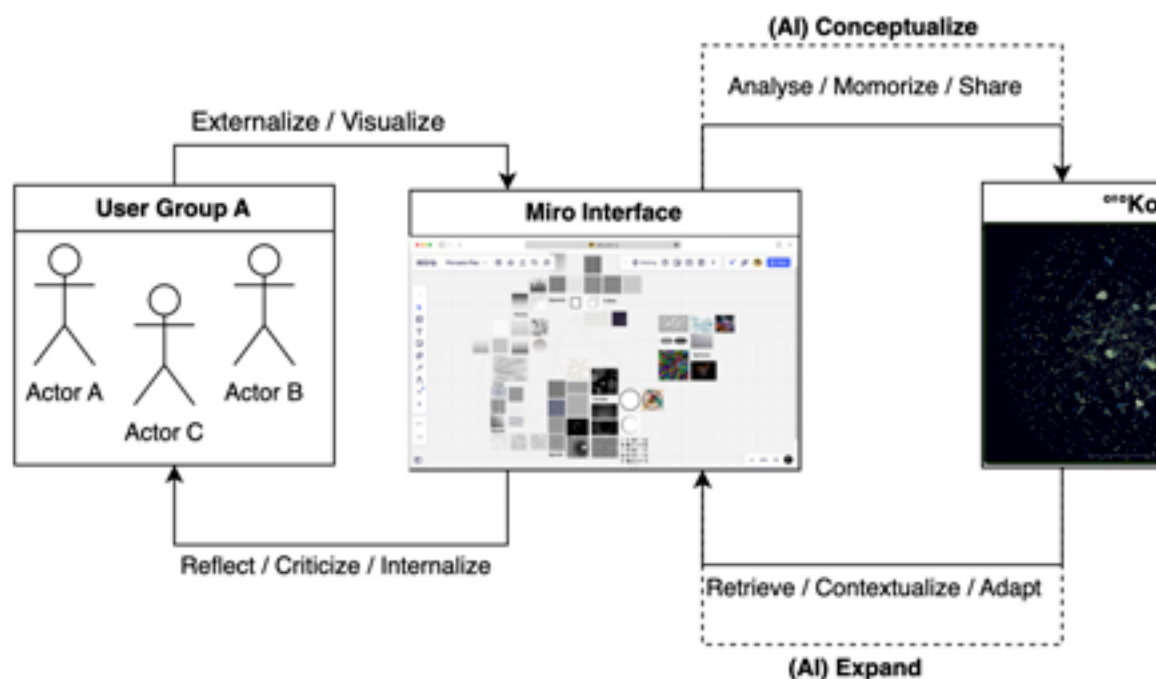 (AI) Conceptualize
Analyse / Momorize / Share
Externalize / Visualize
User Group A
Miro Interface
Actor A
Actor B
Actor C
Reflect / Criticize / Internalize
Retrieve / Contextualize / Adapt
(AI) Expand